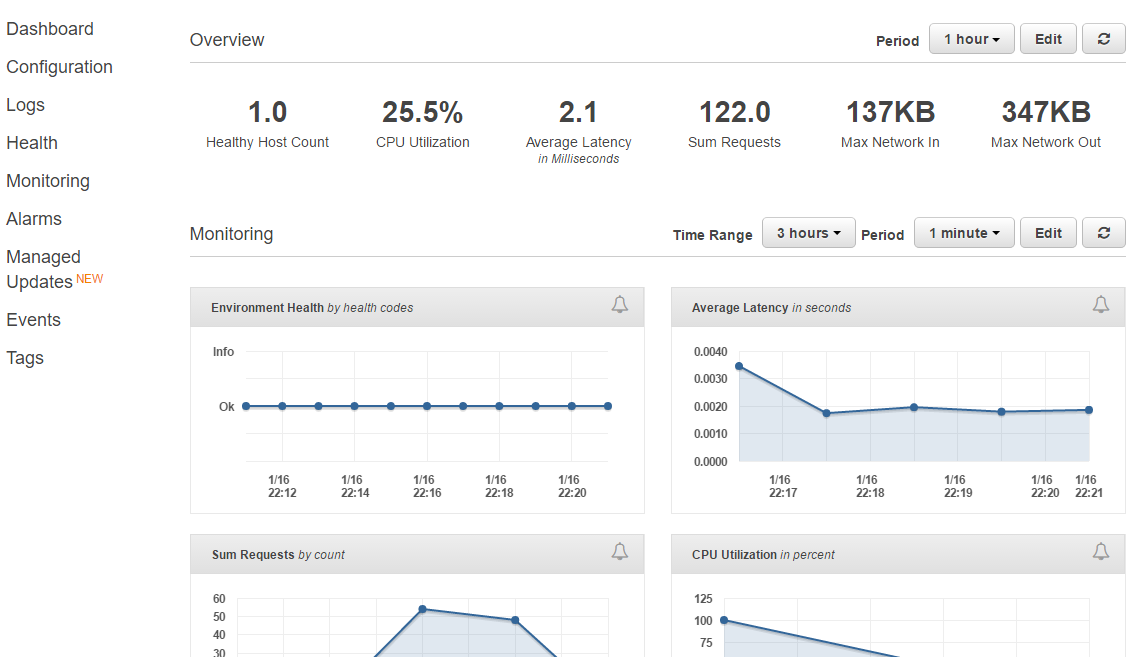 Dashboard
Configuration
Logs
Health
Monitoring
Alarms
Managed
Updates NEW
Events
Tags
Overview
Period 1 hour Edit
1.0
Healthy Host Count
25.5%
CPU Utilization
2.1
Average Latency
in Milliseconds
122.0
Sum Requests
137KB
Max Network In
347KB
Max Network Out
Monitoring
Time Range 3 hours Period 1 minute Edit
Environment Health by health codes
Info
Ok
1/16 1/16 1/16 1/16 1/16
22:12 22:14 22:16 22:18 22:20
Average Latency in seconds
0.0040
0.0030
0.0020
0.0010
0.0000
1/16 1/16 1/16 1/16 1/16
22:17 22:18 22:19 22:20 22:21
Sum Requests by count
60
50
40
30
CPU Utilization in percent
125
100
75